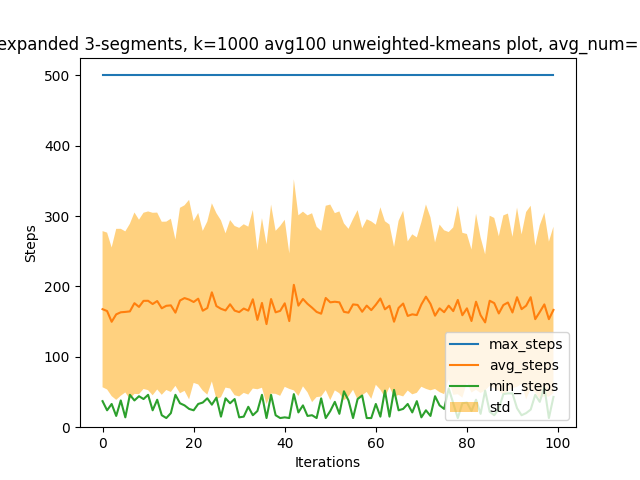 expanded 3-segments, k=1000 avg100 unweighted-kmeans plot, avg_num=
500
400
300
200
100
0
Steps
0 20 40 60 80 100
Iterations
max_steps
avg_steps
min_steps
std